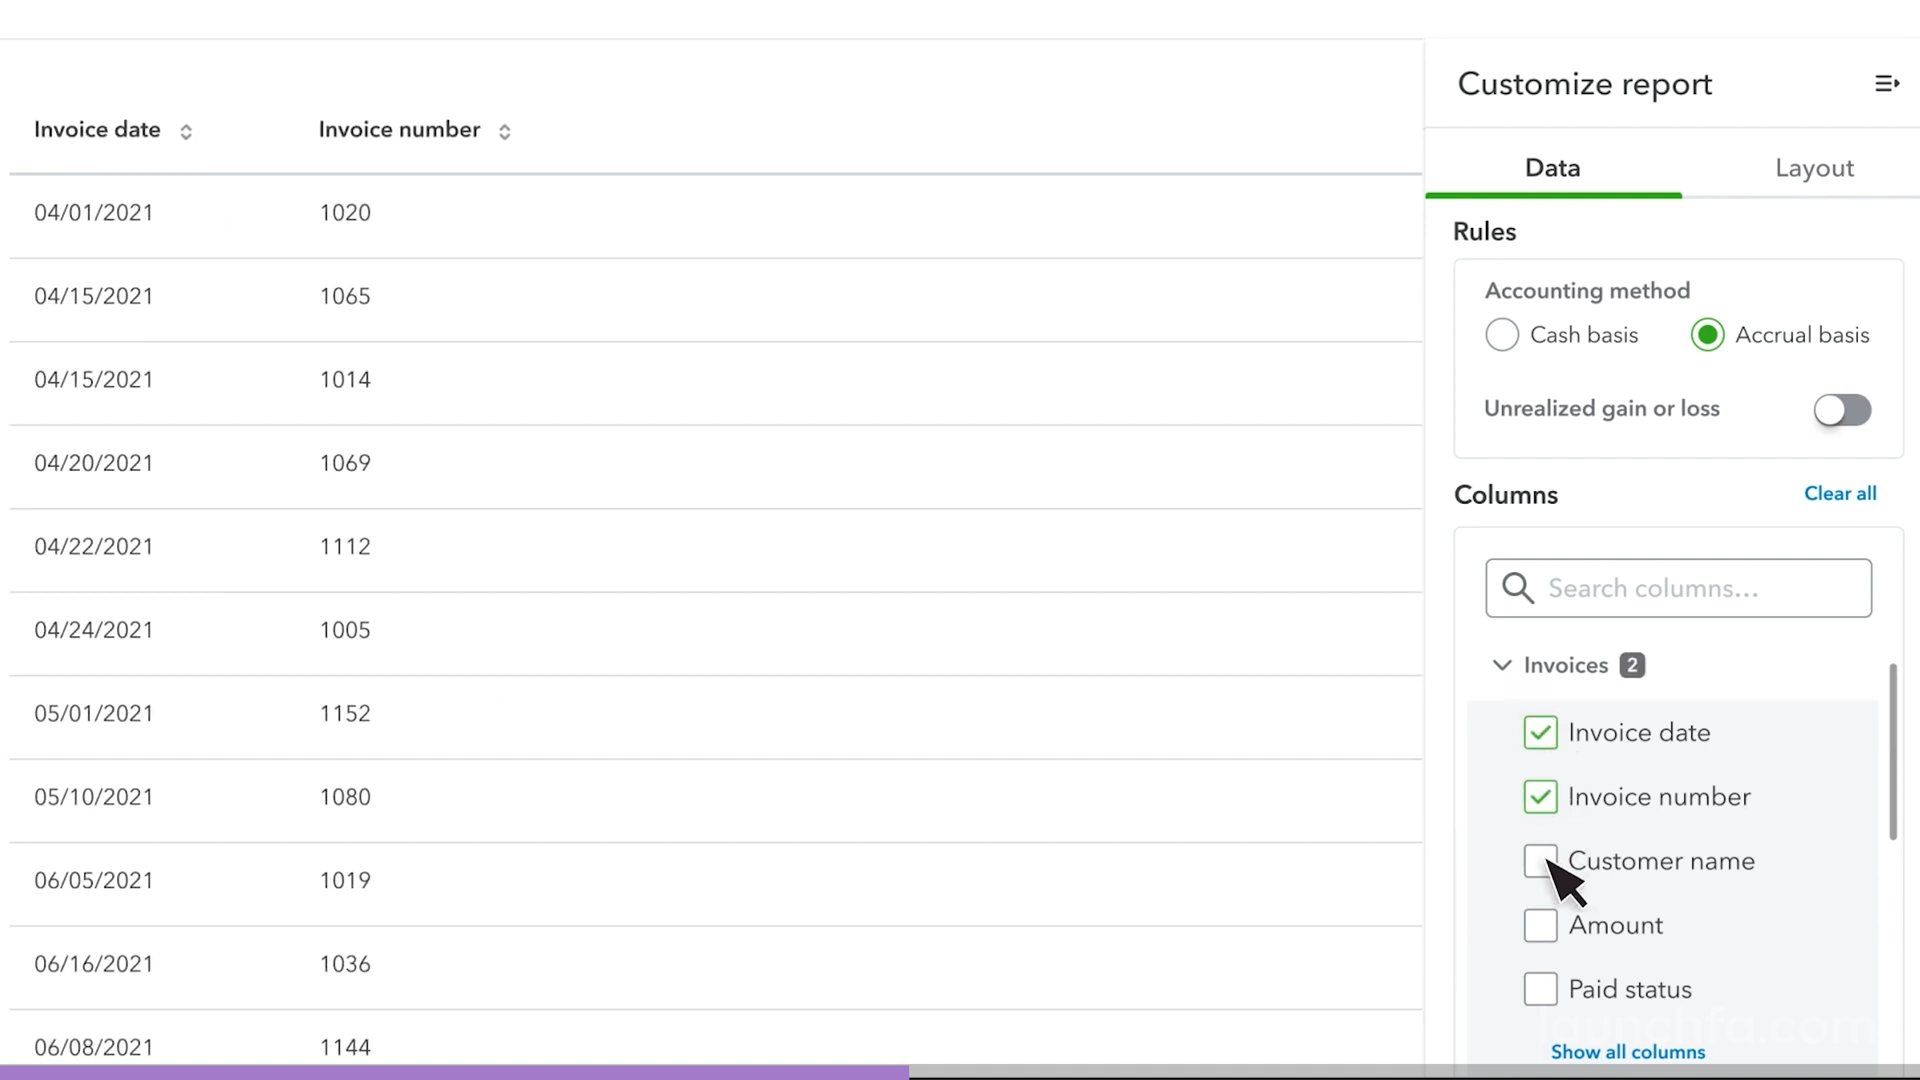 Customize report
Invoice date Invoice number
Data Layout
04/01/2021 1020
04/15/2021 1065
04/15/2021 1014
04/20/2021 1069
04/22/2021 1112
04/24/2021 1005
05/01/2021 1152
05/10/2021 1080
06/05/2021 1019
06/16/2021 1036
06/08/2021 1144
Rules
Accounting method
Cash basis Accrual basis
Unrealized gain or loss
Columns Clear all
Search columns...
Invoices 2
Invoice date
Invoice number
Customer name
Amount
Paid status
launchfa.com
Show all columns